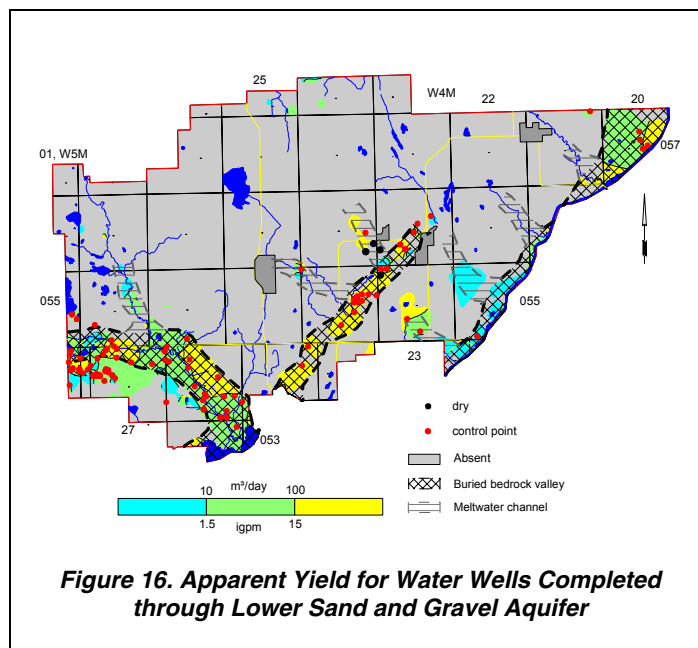 25
W4M
22
20
057
01, W5M
055
055
23
27
053
dry
control point
Absent
Buried bedrock valley
Meltwater channel
10 m³/day 100
1.5 igpm 15
Figure 16. Apparent Yield for Water Wells Completed
through Lower Sand and Gravel Aquifer